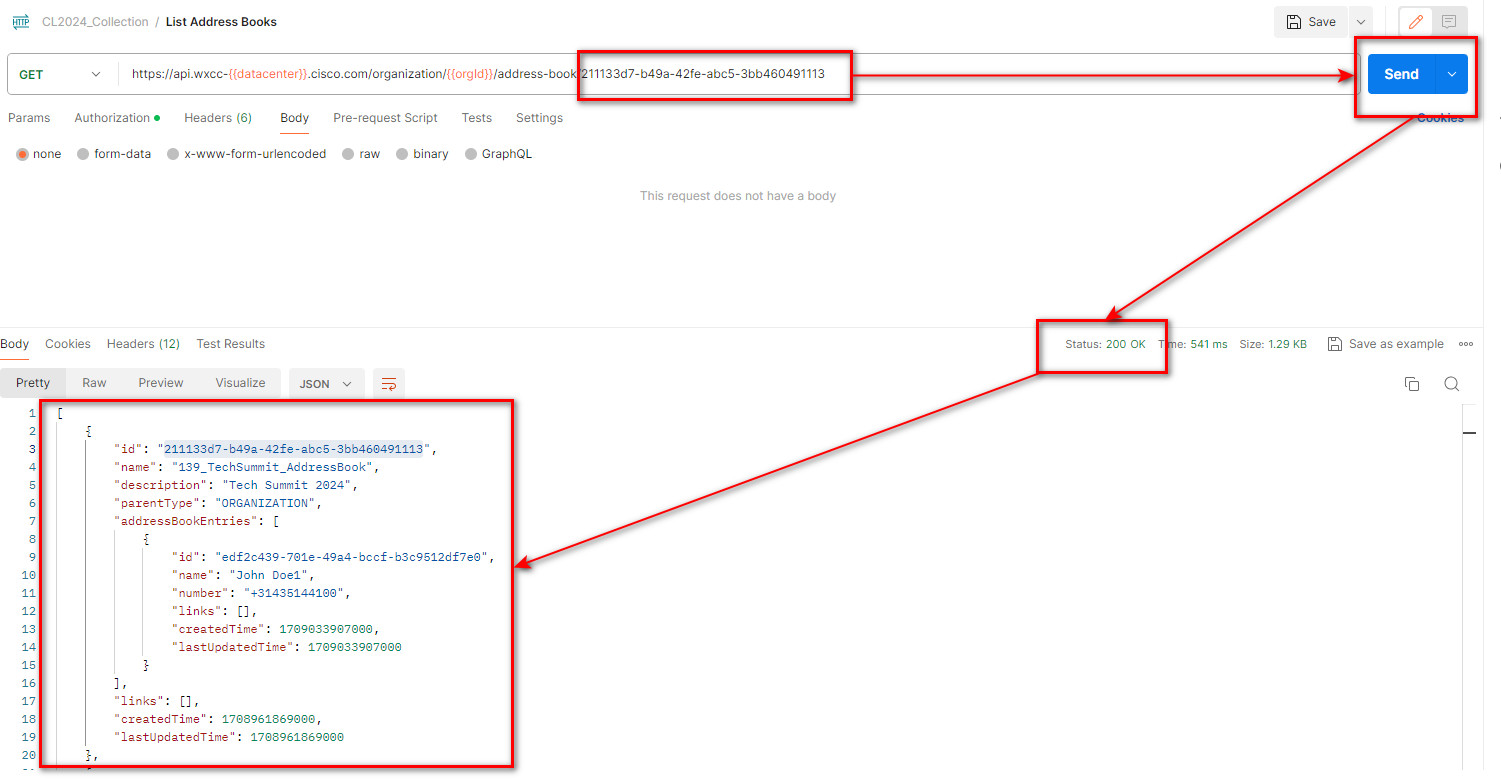 HTTP CL2024_Collection / List Address Books Save
GET https://api.wxcc-{{datacenter}}.cisco.com/organization/{{orgId}}/address-book/211133d7-b49a-42fe-abc5-3bb460491113 Send
Params Authorization Headers (6) Body Pre-request Script Tests Settings Cookies
none form-data x-www-form-urlencoded raw binary GraphQL
This request does not have a body
Body Cookies Headers (12) Test Results Status: 200 OK Time: 541 ms Size: 1.29 KB Save as example
Pretty Raw Preview Visualize JSON
1 [
2 {
3 "id": "211133d7-b49a-42fe-abc5-3bb460491113",
4 "name": "139_TechSummit_AddressBook",
5 "description": "Tech Summit 2024",
6 "parentType": "ORGANIZATION",
7 "addressBookEntries": [
8 {
9 "id": "edf2c439-701e-49a4-bccf-b3c9512df7e0",
10 "name": "John Doe1",
11 "number": "+31435144100",
12 "links": [],
13 "createdTime": 1709033907000,
14 "lastUpdatedTime": 1709033907000
15 }
16 ],
17 "links": [],
18 "createdTime": 1708961869000,
19 "lastUpdatedTime": 1708961869000
20 },